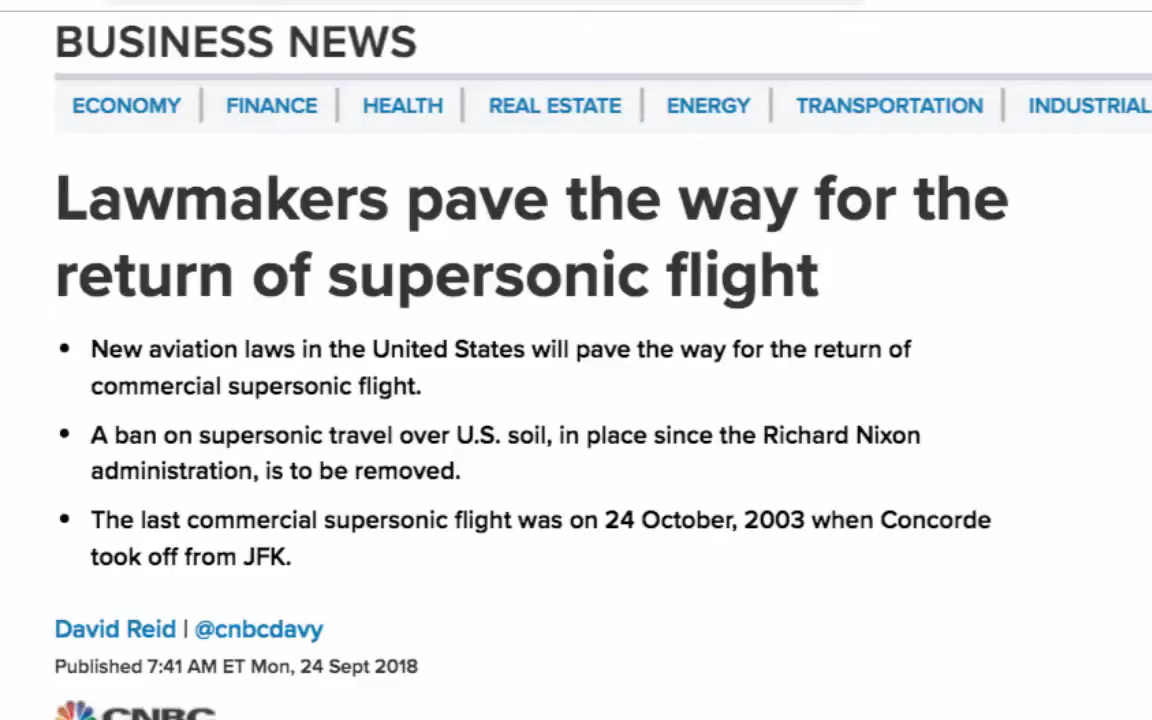 BUSINESS NEWS
ECONOMY | FINANCE | HEALTH | REAL ESTATE | ENERGY | TRANSPORTATION | INDUSTRIAL
Lawmakers pave the way for the
return of supersonic flight
• New aviation laws in the United States will pave the way for the return of
commercial supersonic flight.
• A ban on supersonic travel over U.S. soil, in place since the Richard Nixon
administration, is to be removed.
• The last commercial supersonic flight was on 24 October, 2003 when Concorde
took off from JFK.
David Reid | @cnbcdavy
Published 7:41 AM ET Mon, 24 Sept 2018
CNBC